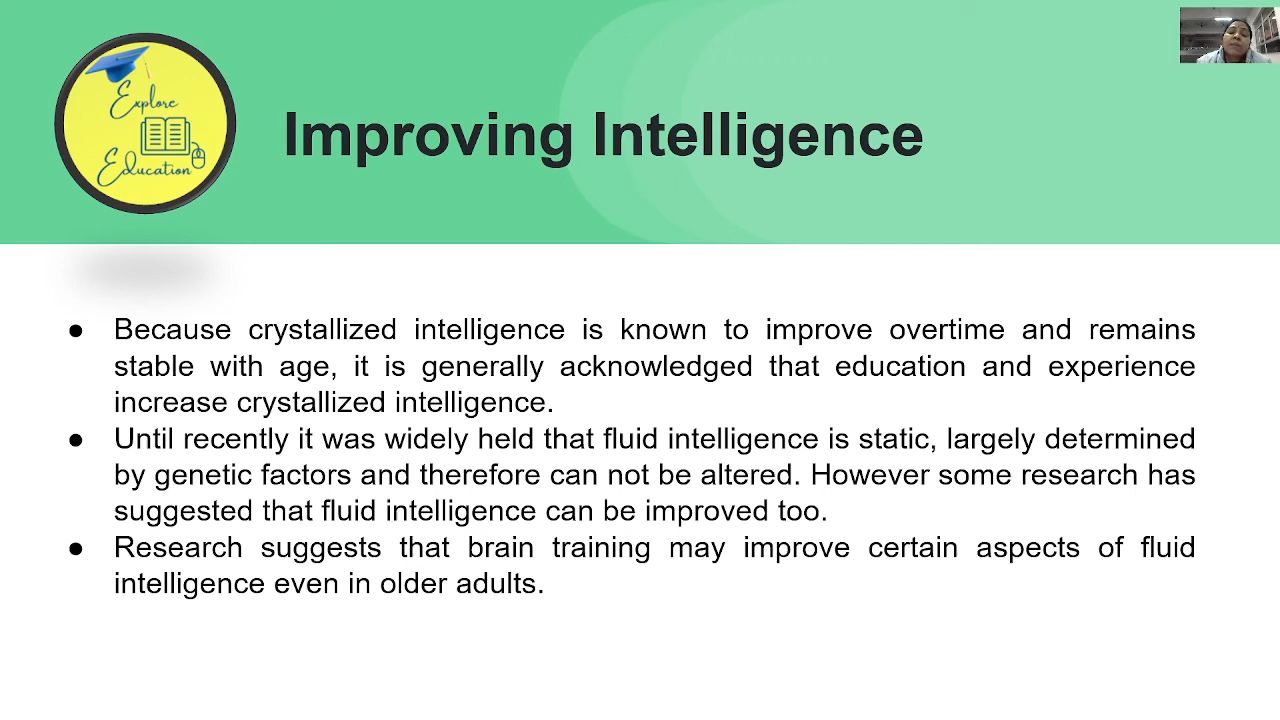 Explore
Education
Improving Intelligence
● Because crystallized intelligence is known to improve overtime and remains
stable with age, it is generally acknowledged that education and experience
increase crystallized intelligence.
● Until recently it was widely held that fluid intelligence is static, largely determined
by genetic factors and therefore can not be altered. However some research has
suggested that fluid intelligence can be improved too.
● Research suggests that brain training may improve certain aspects of fluid
intelligence even in older adults.